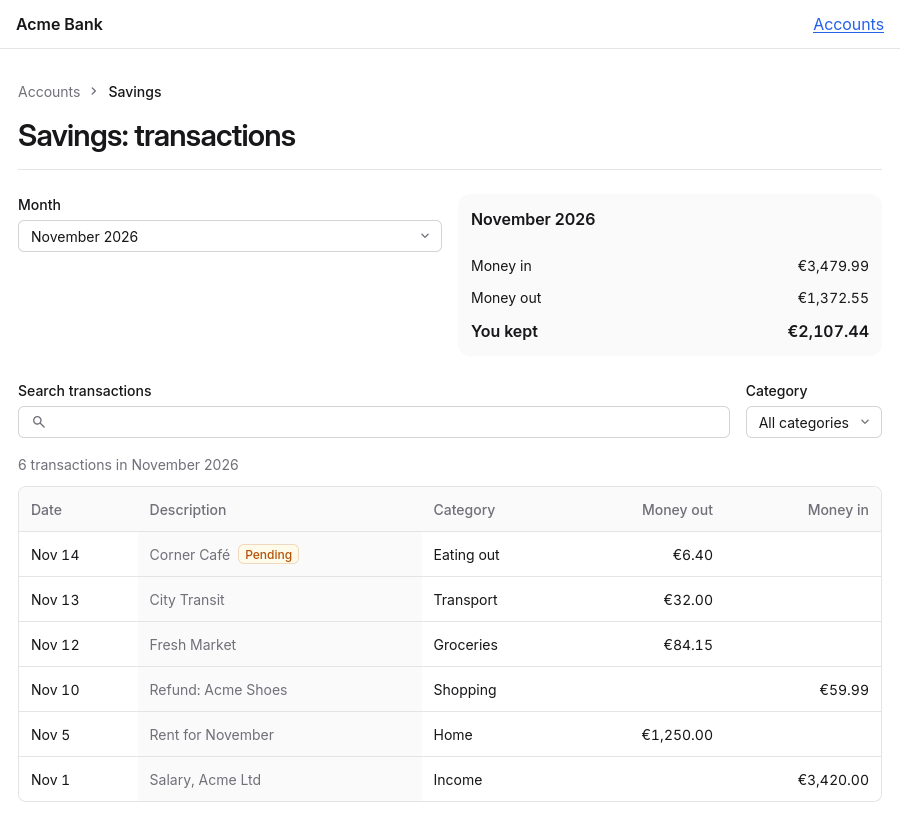 Acme Bank Accounts
Accounts > Savings
Savings: transactions
Month
November 2026
November 2026
Money in €3,479.99
Money out €1,372.55
You kept €2,107.44
Search transactions
Category
All categories
6 transactions in November 2026
Date Description Category Money out Money in
Nov 14 Corner Café Pending Eating out €6.40
Nov 13 City Transit Transport €32.00
Nov 12 Fresh Market Groceries €84.15
Nov 10 Refund: Acme Shoes Shopping €59.99
Nov 5 Rent for November Home €1,250.00
Nov 1 Salary, Acme Ltd Income €3,420.00